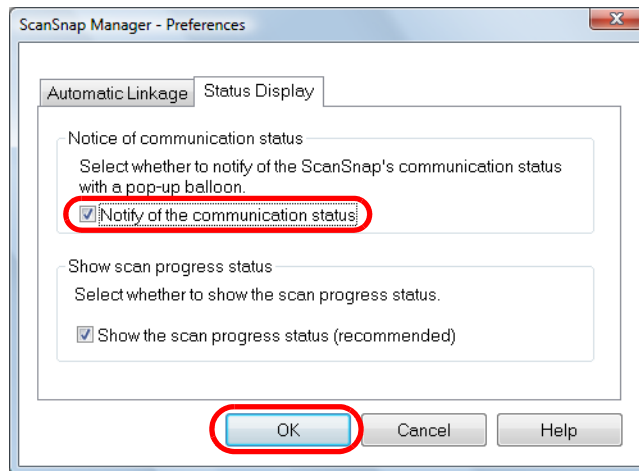 ScanSnap Manager - Preferences
Automatic Linkage
Status Display
Notice of communication status
Select whether to notify of the ScanSnap's communication status
with a pop-up balloon.
Notify of the communication status
Show scan progress status
Select whether to show the scan progress status.
Show the scan progress status (recommended)
OK
Cancel
Help